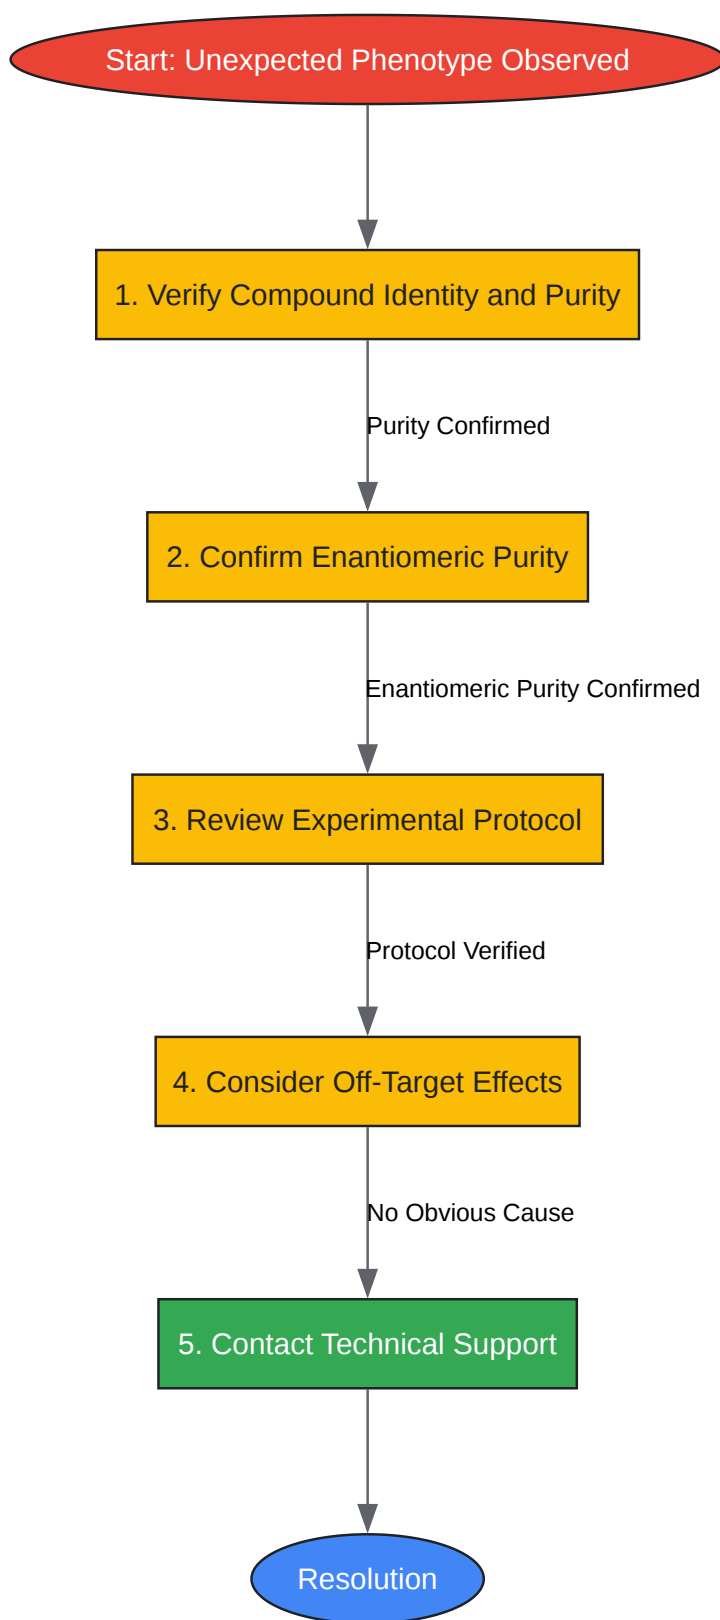 Start: Unexpected Phenotype Observed
1. Verify Compound Identity and Purity
Purity Confirmed
2. Confirm Enantiomeric Purity
Enantiomeric Purity Confirmed
3. Review Experimental Protocol
Protocol Verified
4. Consider Off-Target Effects
No Obvious Cause
5. Contact Technical Support
Resolution